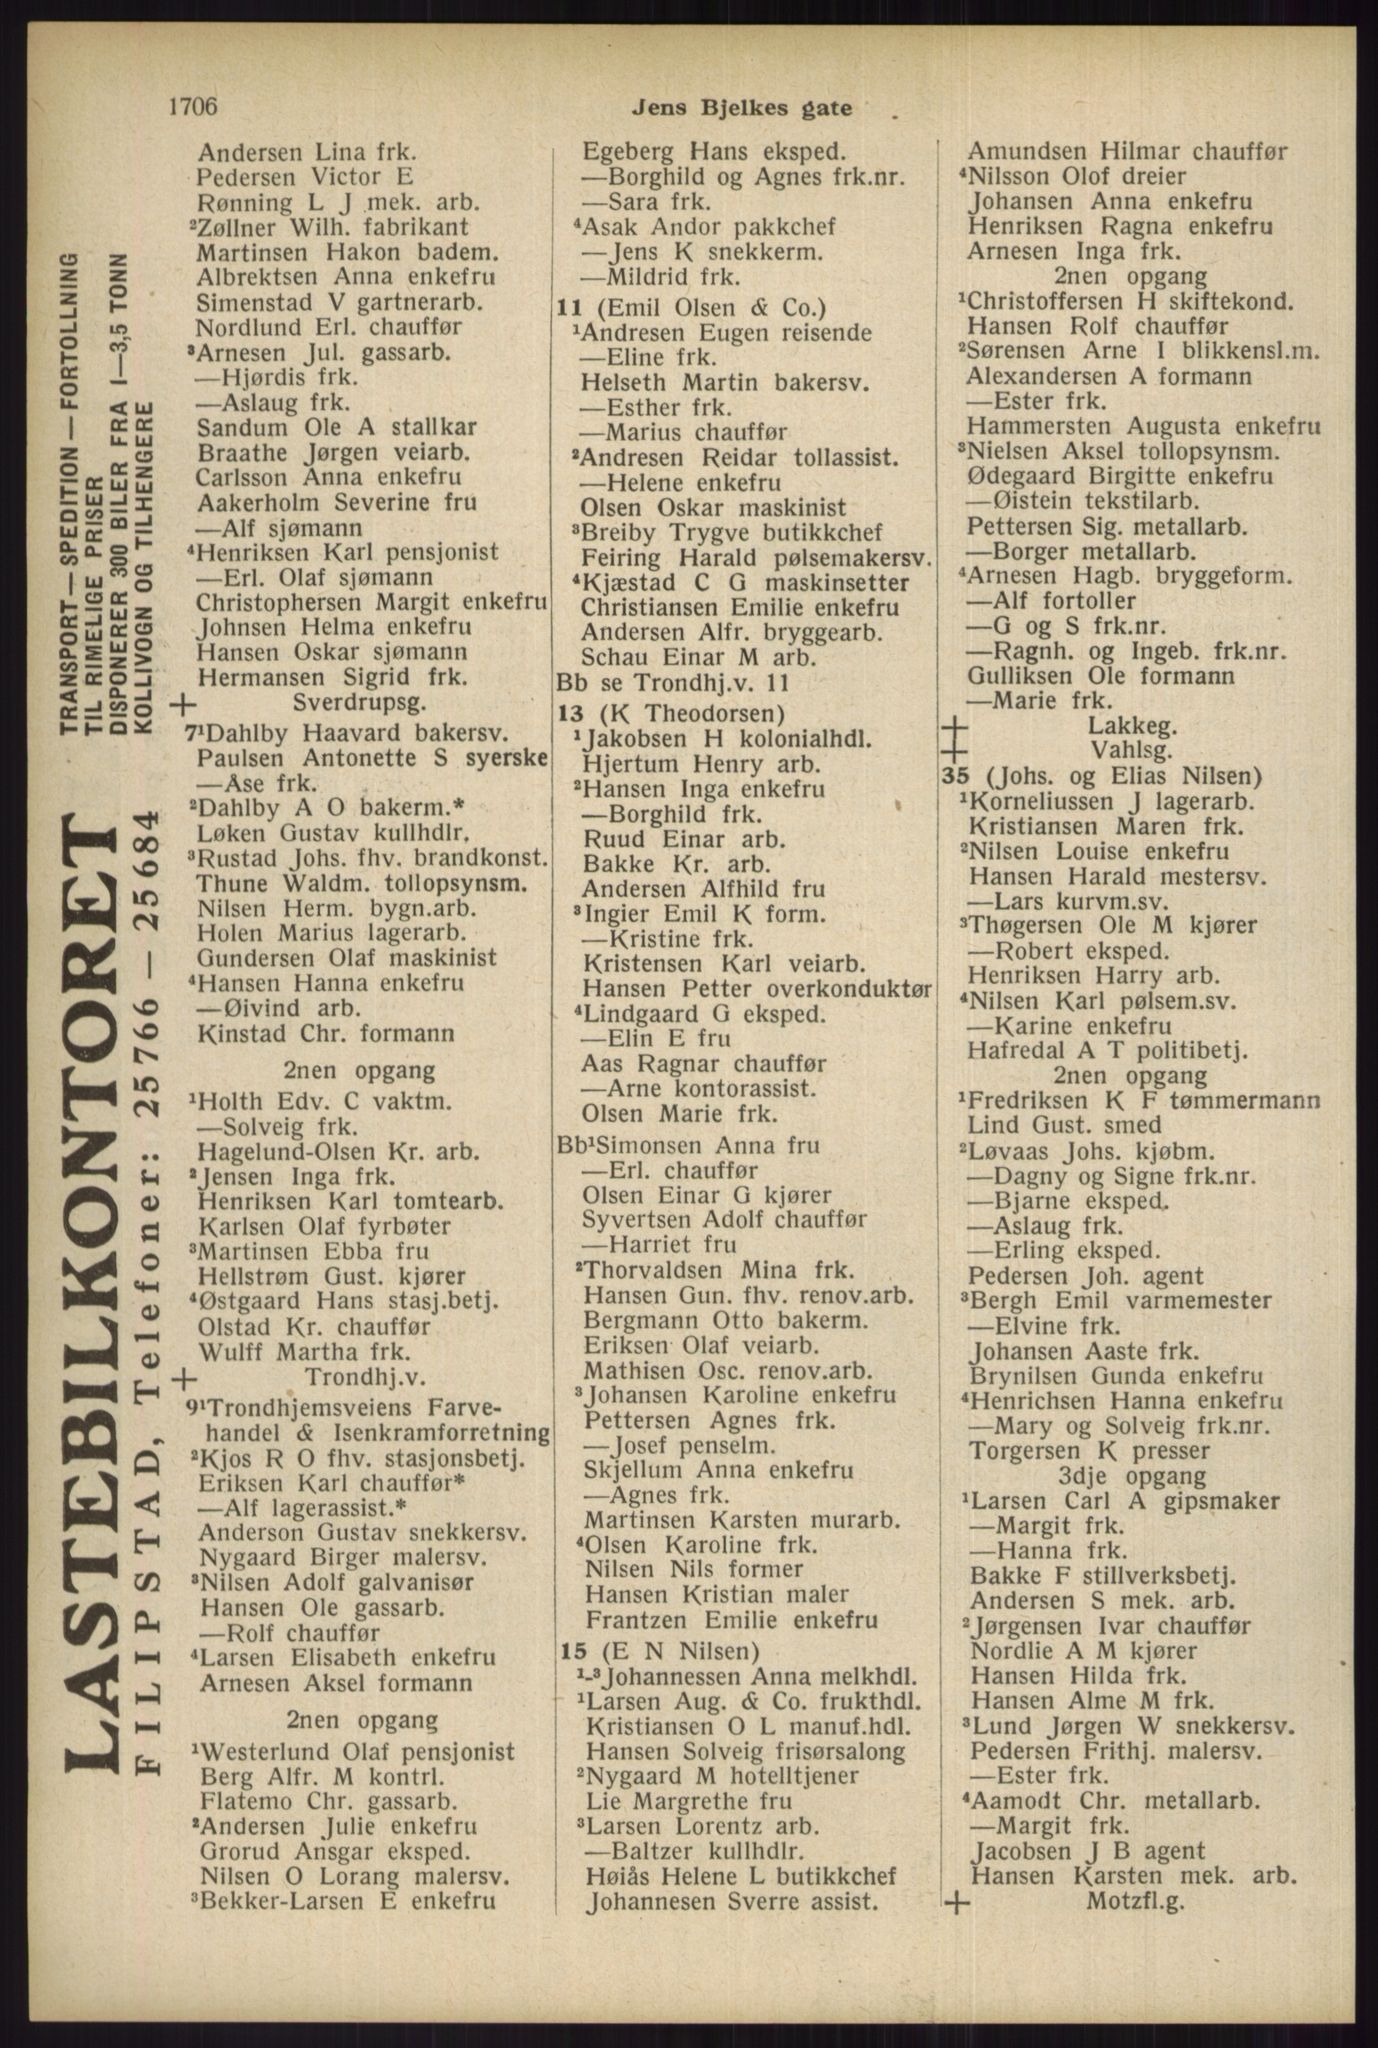 1706
Jens Bjelkes gate
TRANSPORT—SPEDITION—FORTOLLNING
TIL RIMELIGE PRISER
DISPONERER 300 BILER FRA 1—3,5 TONN
KOLLIVOGN OG TILHENGERE
LASTEBILKONTORET
FILIPSTAD, Telefoner: 25766 — 25684
Andersen Lina frk.
Pedersen Victor E
Rønning L J mek. arb.
²Zøllner Wilh. fabrikant
Martinsen Hakon badem.
Albrektsen Anna enkefru
Simenstad V gartnerarb.
Nordlund Erl. chauffør
³Arnesen Jul. gassarb.
—Hjørdis frk.
—Aslaug frk.
Sandum Ole A stallkar
Braathe Jørgen veiarb.
Carlsson Anna enkefru
Aakerholm Severine fru
—Alf sjømann
⁴Henriksen Karl pensjonist
—Erl. Olaf sjømann
Christophersen Margit enkefru
Johnsen Helma enkefru
Hansen Oskar sjømann
Hermansen Sigrid frk.
+ Sverdrupsg.
7¹Dahlby Haavard bakersv.
Paulsen Antonette S syerske
—Åse frk.
²Dahlby A O bakerm.*
Løken Gustav kullhdlr.
³Rustad Johs. fhv. brandkonst.
Thune Waldm. tollopsynsm.
Nilsen Herm. bygn.arb.
Holen Marius lagerarb.
Gundersen Olaf maskinist
⁴Hansen Hanna enkefru
—Øivind arb.
Kinstad Chr. formann
2nen opgang
¹Holth Edv. C vaktm.
—Solveig frk.
Hagelund-Olsen Kr. arb.
²Jensen Inga frk.
Henriksen Karl tomtearb.
Karlsen Olaf fyrbøter
³Martinsen Ebba fru
Hellstrøm Gust. kjører
⁴Østgaard Hans stasj.betj.
Olstad Kr. chauffør
Wulff Martha frk.
+ Trondhj.v.
9¹Trondhjemsveiens Farve-
handel & Isenkramforretning
²Kjos R O fhv. stasjonsbetj.
Eriksen Karl chauffør*
—Alf lagerassist.*
Anderson Gustav snekkersv.
Nygaard Birger malersv.
³Nilsen Adolf galvanisør
Hansen Ole gassarb.
—Rolf chauffør
⁴Larsen Elisabeth enkefru
Arnesen Aksel formann
2nen opgang
¹Westerlund Olaf pensjonist
Berg Alfr. M kontrl.
Flatemo Chr. gassarb.
²Andersen Julie enkefru
Grorud Ansgar eksped.
Nilsen O Lorang malersv.
³Bekker-Larsen E enkefru
Egeberg Hans eksped.
—Borghild og Agnes frk.nr.
—Sara frk.
⁴Asak Andor pakkchef
—Jens K snekkerm.
—Mildrid frk.
11 (Emil Olsen & Co.)
¹Andresen Eugen reisende
—Eline frk.
Helseth Martin bakersv.
—Esther frk.
—Marius chauffør
²Andresen Reidar tollassist.
—Helene enkefru
Olsen Oskar maskinist
³Breiby Trygve butikkchef
Feiring Harald pølsemakersv.
⁴Kjæstad C G maskinsetter
Christiansen Emilie enkefru
Andersen Alfr. bryggearb.
Schau Einar M arb.
Bb se Trondhj.v. 11
13 (K Theodorsen)
¹Jakobsen H kolonialhdl.
Hjertum Henry arb.
²Hansen Inga enkefru
—Borghild frk.
Ruud Einar arb.
Bakke Kr. arb.
Andersen Alfhild fru
³Ingier Emil K form.
—Kristine frk.
Kristensen Karl veiarb.
Hansen Petter overkonduktør
⁴Lindgaard G eksped.
—Elin E fru
Aas Ragnar chauffør
—Arne kontorassist.
Olsen Marie frk.
Bb¹Simonsen Anna fru
—Erl. chauffør
Olsen Einar G kjører
Syvertsen Adolf chauffør
—Harriet fru
²Thorvaldsen Mina frk.
Hansen Gun. fhv. renov.arb.
Bergmann Otto bakerm.
Eriksen Olaf veiarb.
Mathisen Osc. renov.arb.
³Johansen Karoline enkefru
Pettersen Agnes frk.
—Josef penselm.
Skjellum Anna enkefru
—Agnes frk.
Martinsen Karsten murarb.
⁴Olsen Karoline frk.
Nilsen Nils former
Hansen Kristian maler
Frantzen Emilie enkefru
15 (E N Nilsen)
¹-³Johannessen Anna melkhdl.
¹Larsen Aug. & Co. frukthdl.
Kristiansen O L manuf.hdl.
Hansen Solveig frisørsalong
²Nygaard M hotelltjener
Lie Margrethe fru
³Larsen Lorentz arb.
—Baltzer kullhdlr.
Høiås Helene L butikkchef
Johannesen Sverre assist.
Amundsen Hilmar chauffør
⁴Nilsson Olof dreier
Johansen Anna enkefru
Henriksen Ragna enkefru
Arnesen Inga frk.
2nen opgang
¹Christoffersen H skiftekond.
Hansen Rolf chauffør
²Sørensen Arne I blikkensl.m.
Alexandersen A formann
—Ester frk.
Hammersten Augusta enkefru
³Nielsen Aksel tollopsynsm.
Ødegaard Birgitte enkefru
—Øistein tekstilarb.
Pettersen Sig. metallarb.
—Borger metallarb.
⁴Arnesen Hagb. bryggeform.
—Alf fortoller
—G og S frk.nr.
—Ragnh. og Ingeb. frk.nr.
Gulliksen Ole formann
—Marie frk.
+ Lakkeg.
+ Vahlsg.
35 (Johs. og Elias Nilsen)
¹Korneliussen J lagerarb.
Kristiansen Maren frk.
²Nilsen Louise enkefru
Hansen Harald mestersv.
—Lars kurvm.sv.
³Thøgersen Ole M kjører
—Robert eksped.
Henriksen Harry arb.
⁴Nilsen Karl pølsem.sv.
—Karine enkefru
Hafredal A T politibetj.
2nen opgang
¹Fredriksen K F tømmermann
Lind Gust. smed
²Løvaas Johs. kjøbm.
—Dagny og Signe frk.nr.
—Bjarne eksped.
—Aslaug frk.
—Erling eksped.
Pedersen Joh. agent
³Bergh Emil varmemester
—Elvine frk.
Johansen Aaste frk.
Brynilsen Gunda enkefru
⁴Henrichsen Hanna enkefru
—Mary og Solveig frk.nr.
Torgersen K presser
3dje opgang
¹Larsen Carl A gipsmaker
—Margit frk.
—Hanna frk.
Bakke F stillverksbetj.
Andersen S mek. arb.
²Jørgensen Ivar chauffør
Nordlie A M kjører
Hansen Hilda frk.
Hansen Alme M frk.
³Lund Jørgen W snekkersv.
Pedersen Frithj. malersv.
—Ester frk.
⁴Aamodt Chr. metallarb.
—Margit frk.
Jacobsen J B agent
Hansen Karsten mek. arb.
+ Motzfl.g.